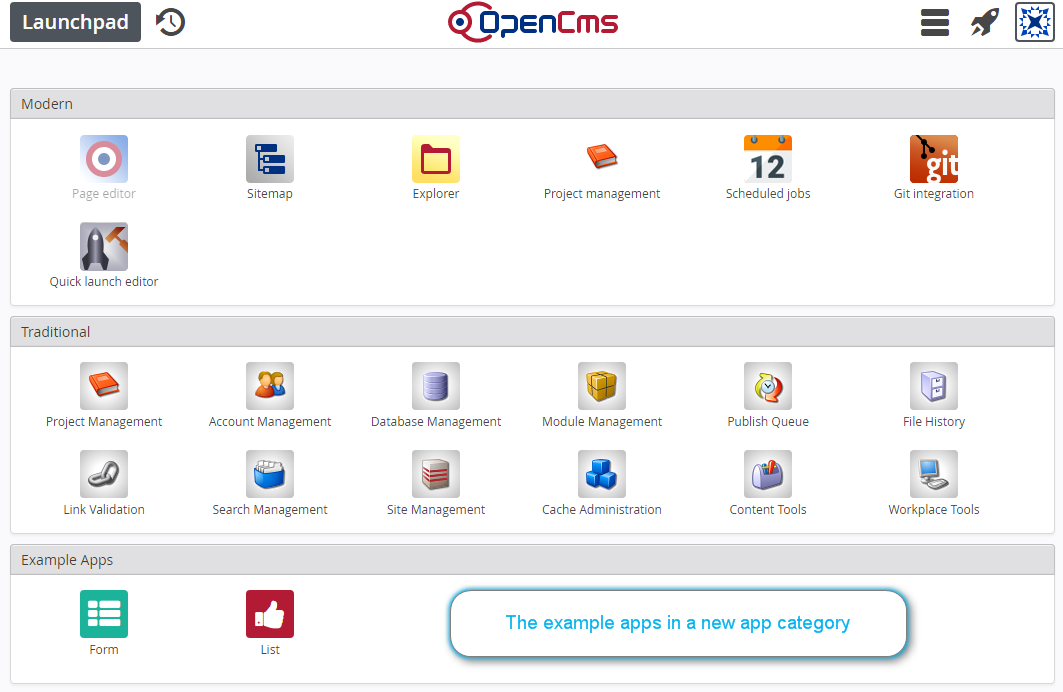 Launchpad
OpenCms
Modern
Page editor
Sitemap
Explorer
Project management
12
Scheduled jobs
git
Git integration
Quick launch editor
Traditional
Project Management
Account Management
Database Management
Module Management
Publish Queue
File History
Link Validation
Search Management
Site Management
Cache Administration
Content Tools
Workplace Tools
Example Apps
Form
List
The example apps in a new app category